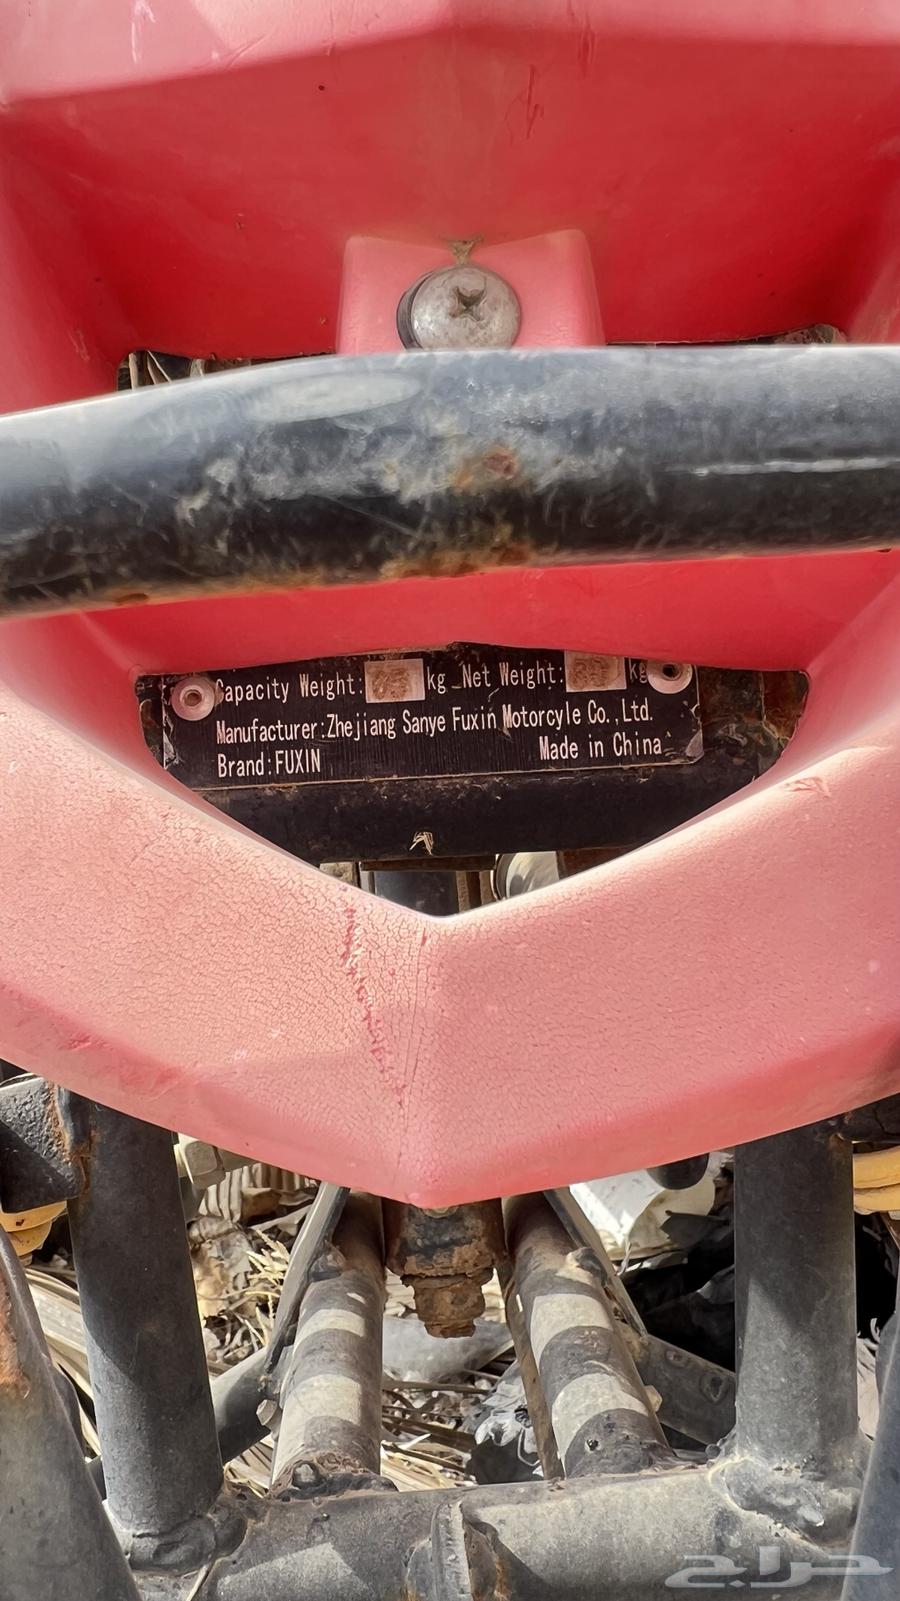 Capacity Weight: 75 kg Net Weight: kg
Manufacturer:Zhejiang Sanye Fuxin Motorcyle Co.,Ltd.
Brand:FUXIN Made in China
حراج